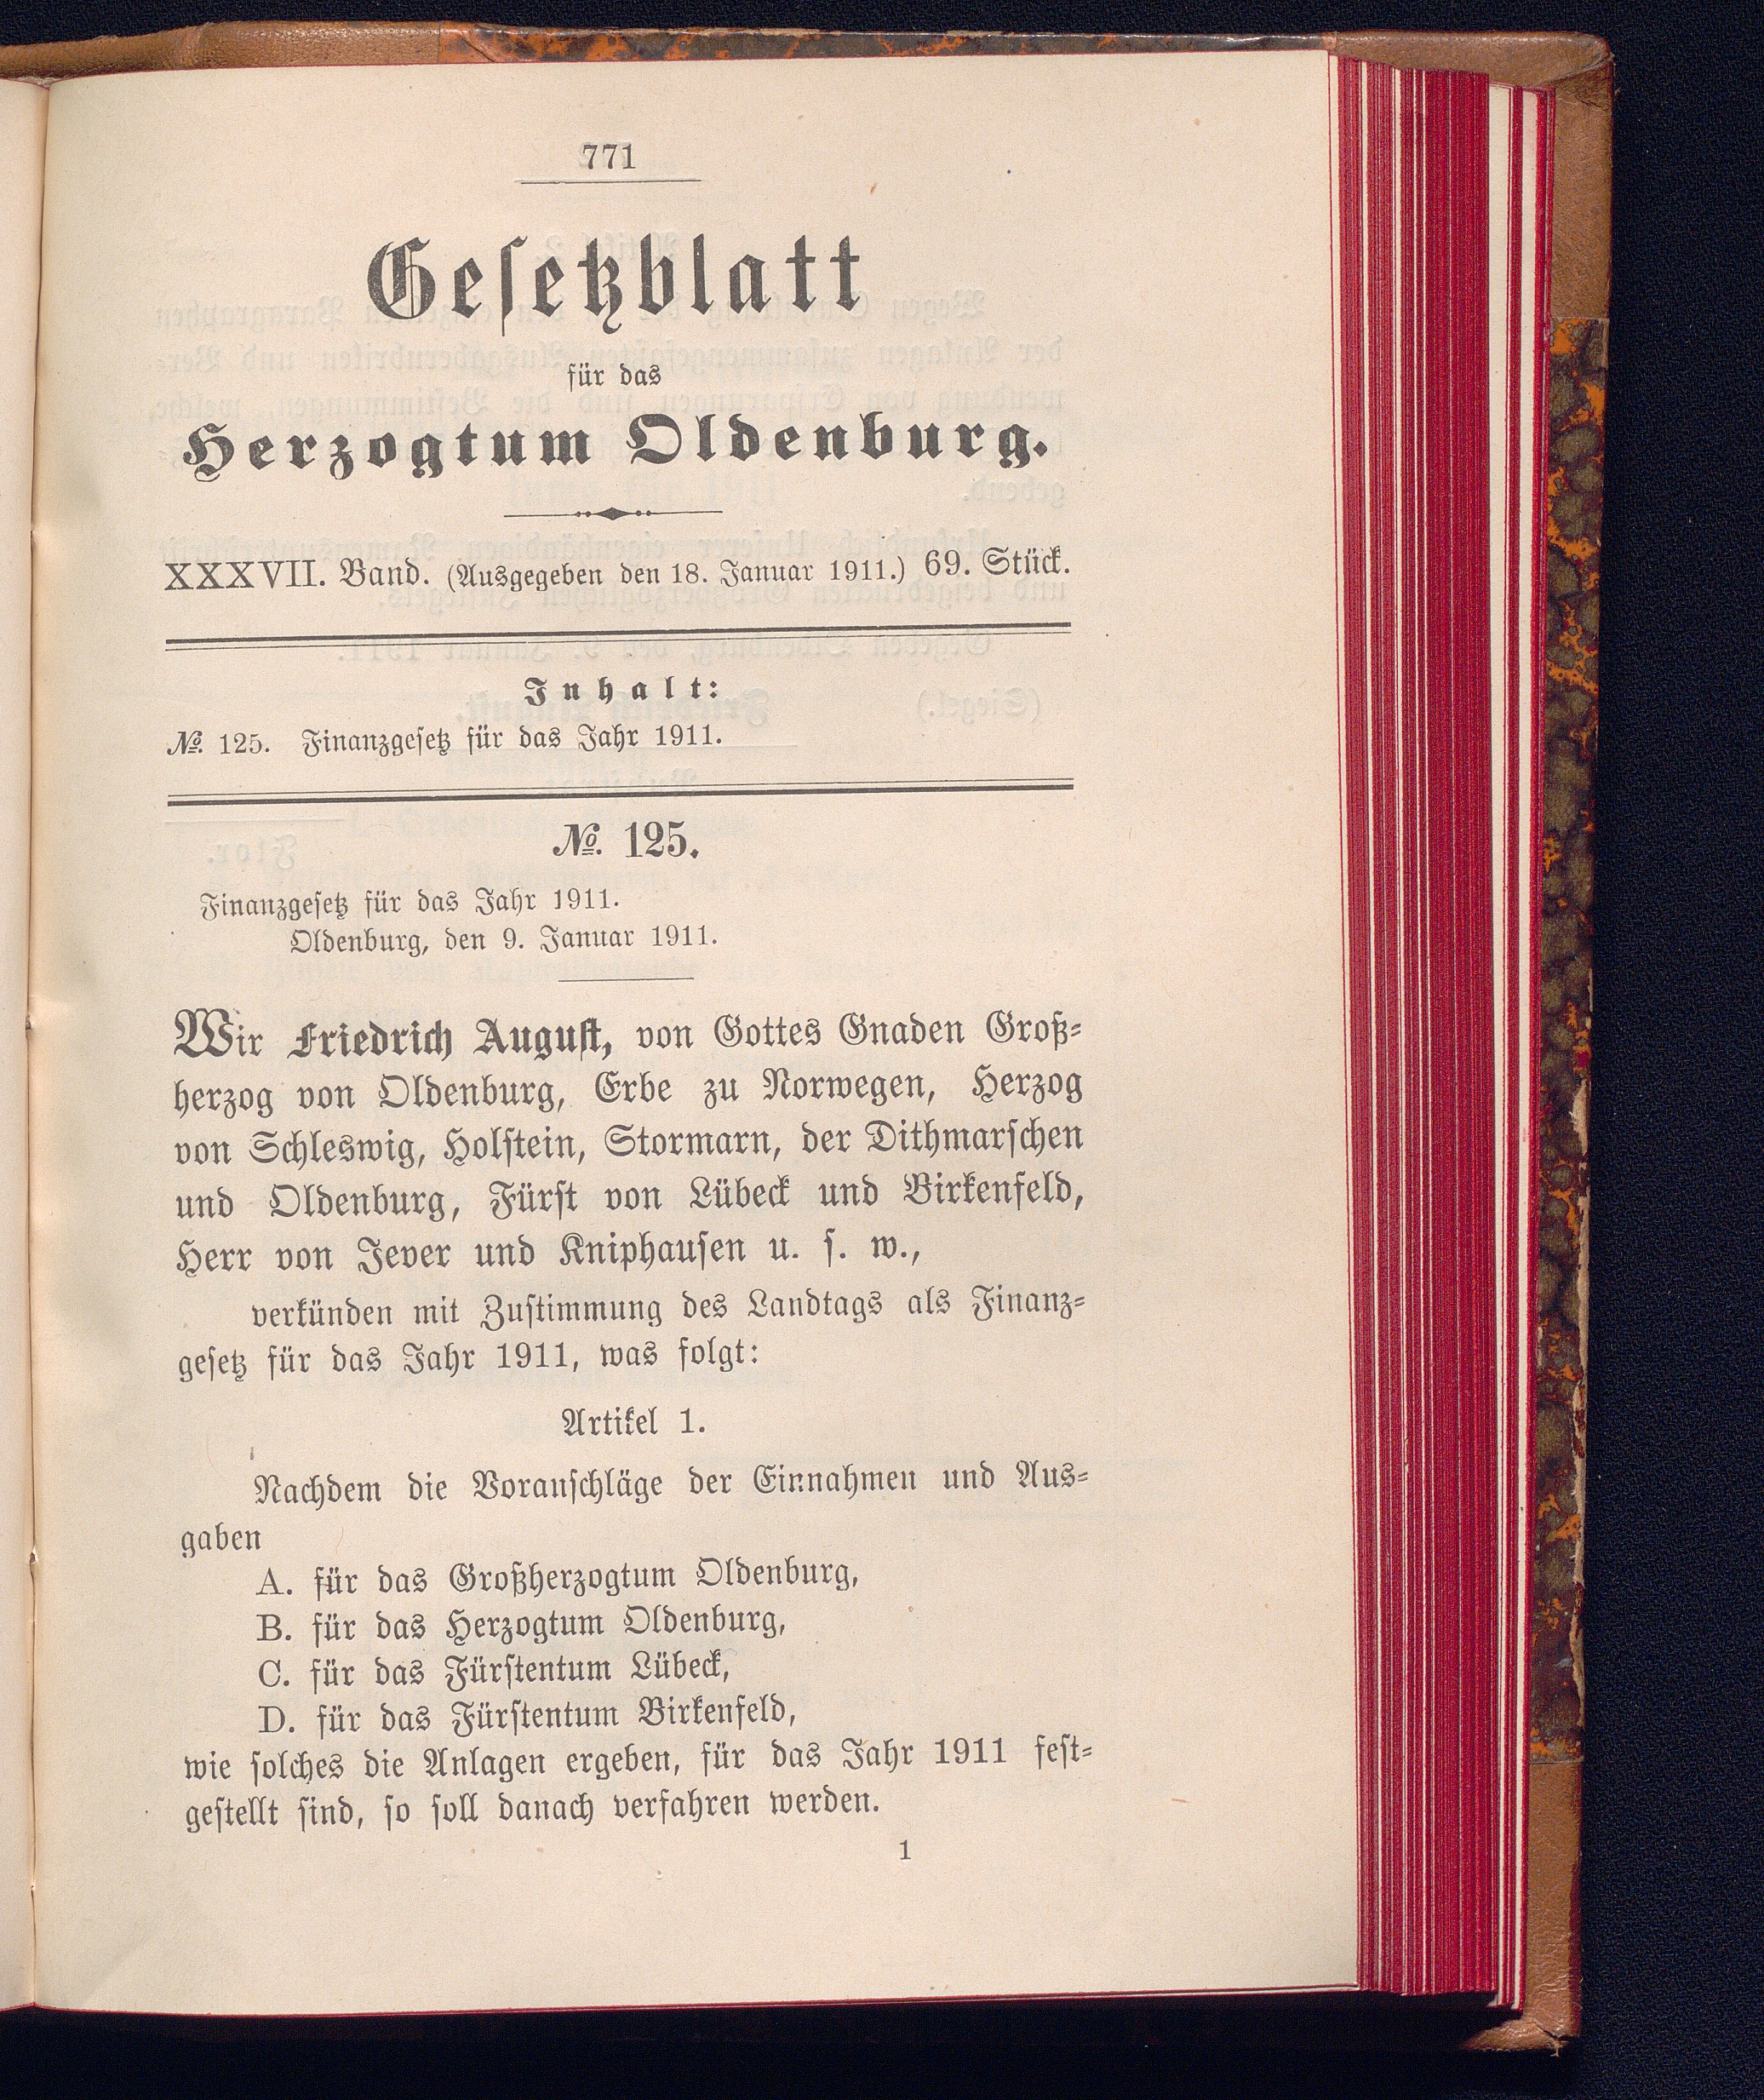 771
Geſetzblatt
für das
Herzogtum Oldenburg.
XXXVII. Band. (Ausgegeben den 18. Januar 1911.) 69. Stück.
Inhalt:
№. 125. Finanzgeſetz für das Jahr 1911.
№. 125.
Finanzgeſetz für das Jahr 1911.
Oldenburg, den 9. Januar 1911.
Wir Friedrich Auguſt, von Gottes Gnaden Groß-
herzog von Oldenburg, Erbe zu Norwegen, Herzog
von Schleswig, Holſtein, Stormarn, der Dithmarſchen
und Oldenburg, Fürſt von Lübeck und Birkenfeld,
Herr von Jever und Kniphauſen u. ſ. w.,
verkünden mit Zuſtimmung des Landtags als Finanz-
geſetz für das Jahr 1911, was folgt:
Artikel 1.
Nachdem die Voranſchläge der Einnahmen und Aus-
gaben
A. für das Großherzogtum Oldenburg,
B. für das Herzogtum Oldenburg,
C. für das Fürſtentum Lübeck,
D. für das Fürſtentum Birkenfeld,
wie ſolches die Anlagen ergeben, für das Jahr 1911 feſt-
geſtellt ſind, ſo ſoll danach verfahren werden.
1